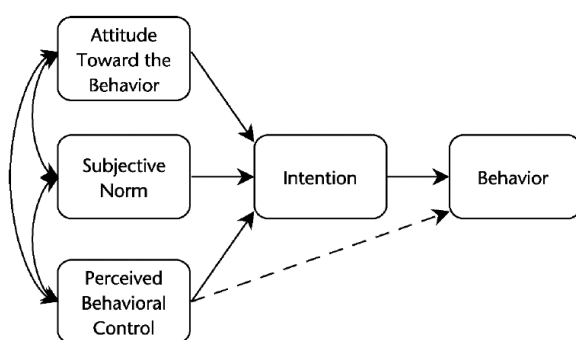 Attitude
Toward the
Behavior
Subjective
Norm
Intention
Behavior
Perceived
Behavioral
Control